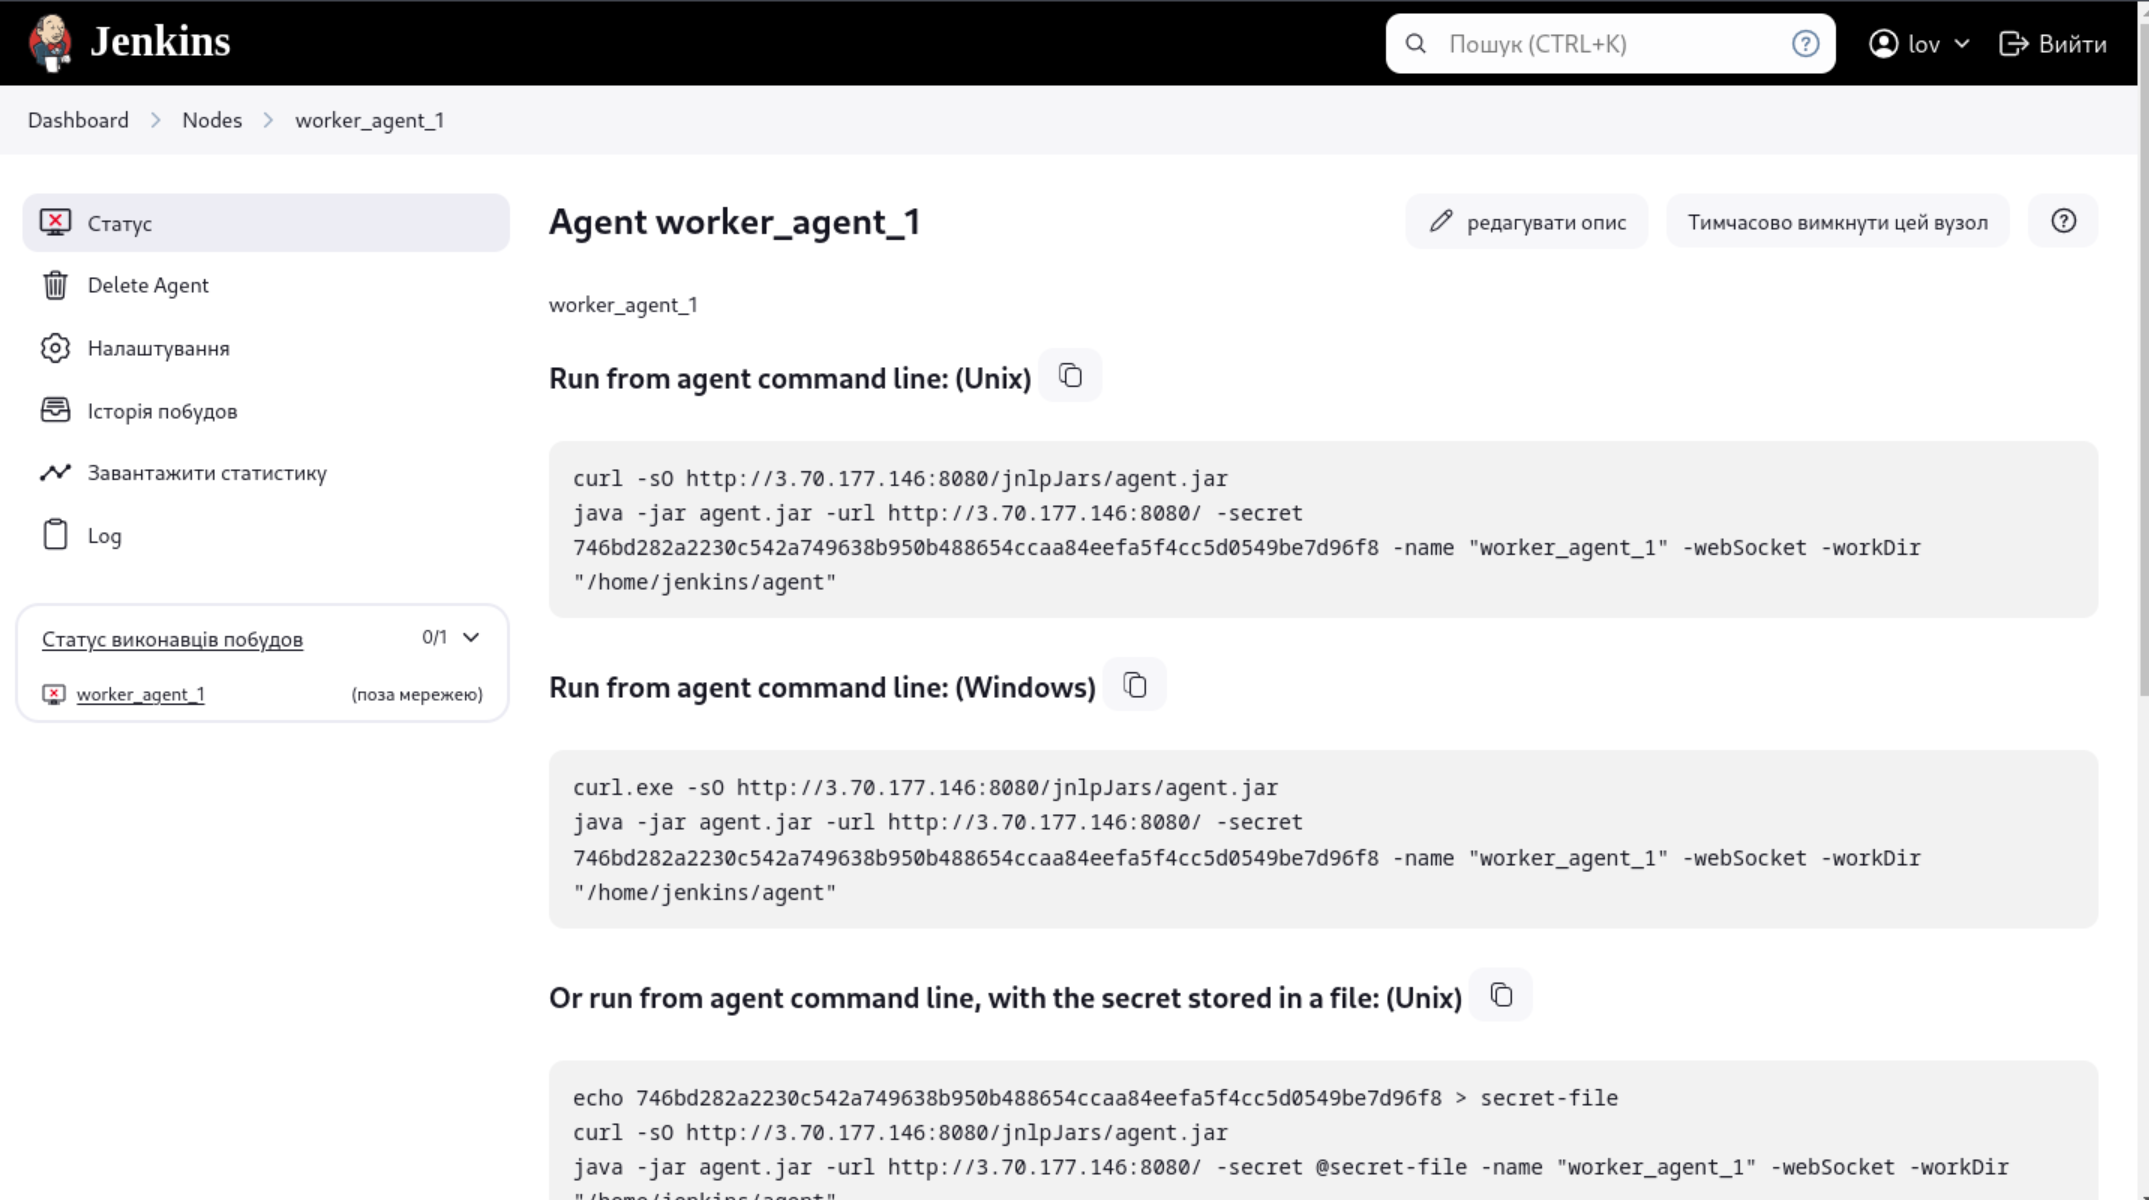 Jenkins
Пошук (CTRL+K)
lov
Вийти
Dashboard
Nodes
worker_agent_1
Статус
Delete Agent
Налаштування
Історія побудов
Завантажити статистику
Log
Статус виконавців побудов 0/1
worker_agent_1 (поза мережею)
Agent worker_agent_1
редагувати опис
Тимчасово вимкнути цей вузол
worker_agent_1
Run from agent command line: (Unix)
curl -sO http://3.70.177.146:8080/jnlpJars/agent.jar
java -jar agent.jar -url http://3.70.177.146:8080/ -secret
746bd282a2230c542a749638b950b488654ccaa84eefa5f4cc5d0549be7d96f8 -name "worker_agent_1" -webSocket -workDir
"/home/jenkins/agent"
Run from agent command line: (Windows)
curl.exe -sO http://3.70.177.146:8080/jnlpJars/agent.jar
java -jar agent.jar -url http://3.70.177.146:8080/ -secret
746bd282a2230c542a749638b950b488654ccaa84eefa5f4cc5d0549be7d96f8 -name "worker_agent_1" -webSocket -workDir
"/home/jenkins/agent"
Or run from agent command line, with the secret stored in a file: (Unix)
echo 746bd282a2230c542a749638b950b488654ccaa84eefa5f4cc5d0549be7d96f8 > secret-file
curl -sO http://3.70.177.146:8080/jnlpJars/agent.jar
java -jar agent.jar -url http://3.70.177.146:8080/ -secret @secret-file -name "worker_agent_1" -webSocket -workDir
"/home/jenkins/agent"